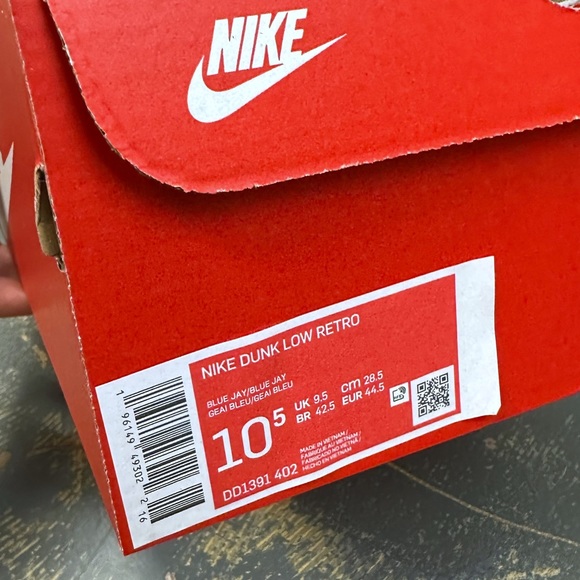 NIKE
NIKE DUNK LOW RETRO
BLUE JAY/BLUE JAY
GEAI BLEU/GEAI BLEU
10⁵ UK 9.5 cm 28.5
BR 42.5 EUR 44.5
MADE IN VIETNAM /
FABRIQUE AU VIETNAM /
FABRICADO NO VIETNÃ /
HECHO EN VIETNAM
DD1391 402
1 96149 49302 2 16